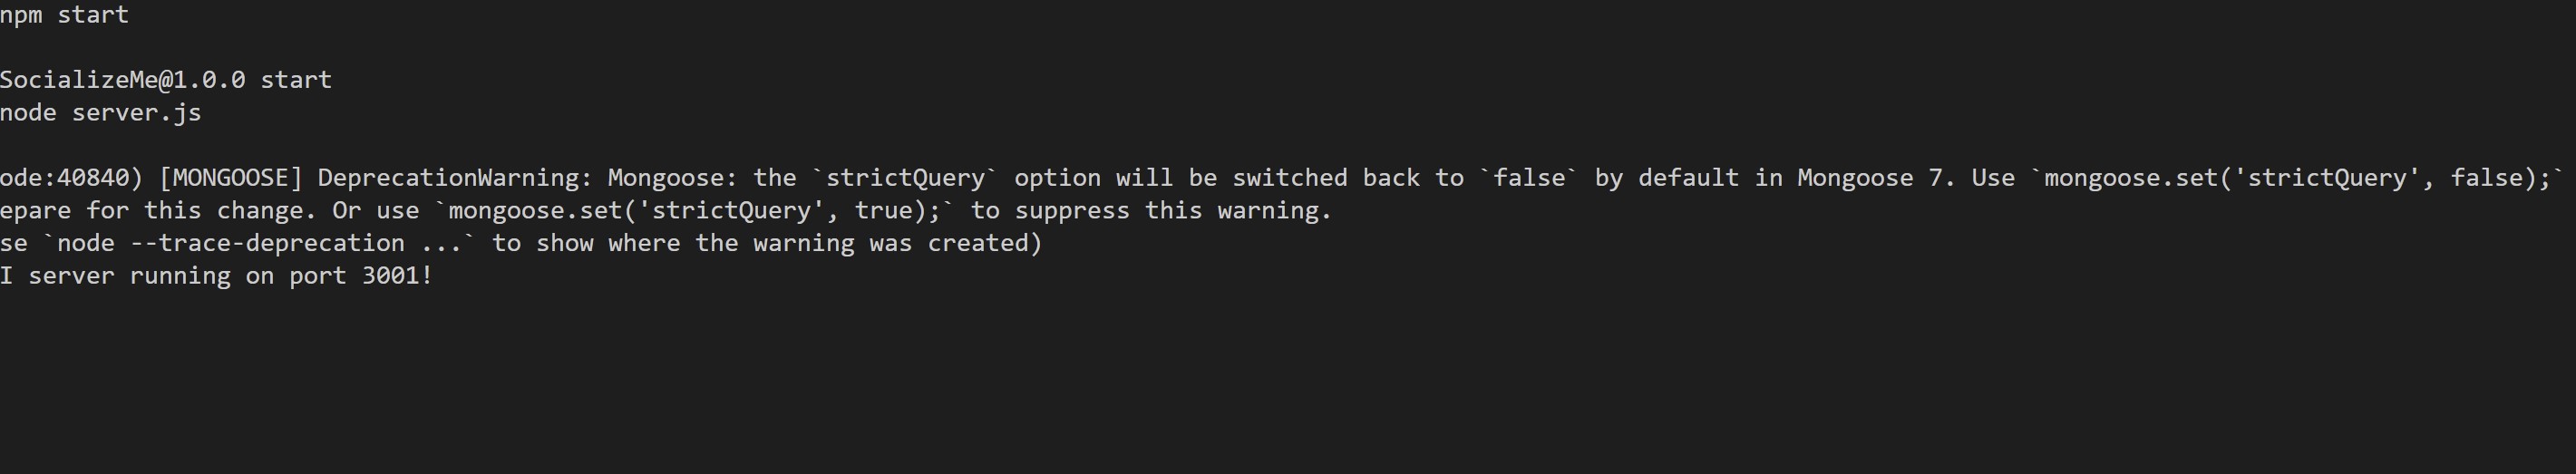 npm start
SocializeMe@1.0.0 start
node server.js
ode:40840) [MONGOOSE] DeprecationWarning: Mongoose: the `strictQuery` option will be switched back to `false` by default in Mongoose 7. Use `mongoose.set('strictQuery', false);`
epare for this change. Or use `mongoose.set('strictQuery', true);` to suppress this warning.
se `node --trace-deprecation ...` to show where the warning was created)
I server running on port 3001!